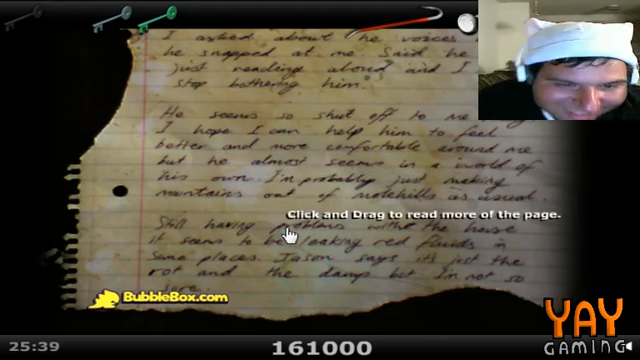 I asked about the voices
he snapped at me. Said he
just reading aloud and I
stop bothering him.
He seems so shut off to me
I hope I can help him to feel
better and more comfortable around me
but he almost seems in a world of
his own. I'm probably just making
mountains out of molehills as usual.
Click and Drag to read more of the page.
Still having problems with the house
it seems to be leaking red fluids in
some places. Jason says it's just the
rot and the damp but I'm not so
sure.
BubbleBox.com
YAY
GAMING
25:39
161000